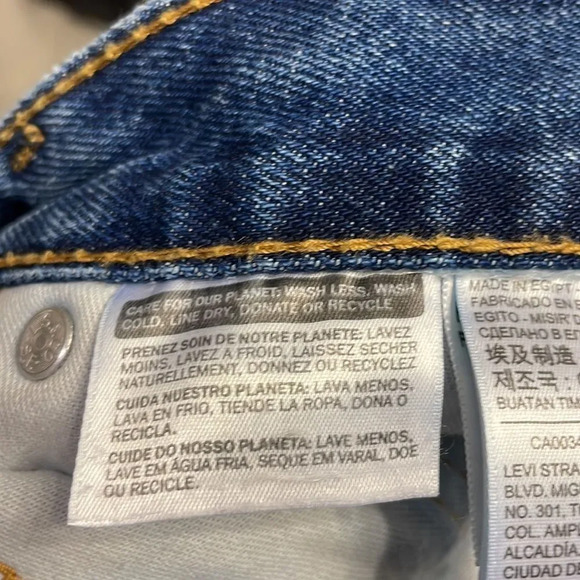 CARE FOR OUR PLANET: WASH LESS, WASH
COLD, LINE DRY, DONATE OR RECYCLE
PRENEZ SOIN DE NOTRE PLANETE: LAVEZ
MOINS, LAVEZ A FROID, LAISSEZ SECHER
NATURELLEMENT, DONNEZ OU RECYCLEZ
CUIDA NUESTRO PLANETA: LAVA MENOS,
LAVA EN FRIO, TIENDE LA ROPA, DONA O
RECICLA.
CUIDE DO NOSSO PLANETA: LAVE MENOS,
LAVE EM ÁGUA FRIA, SEQUE EM VARAL, DOE
OU RECICLE.
MADE IN EGYPT
FABRICADO EN
EGITO - MISIR'
СДЕЛАНО В ЕГИ
埃及制造
제조국 :
BUATAN
CA003
LEVI STRA
BLVD. MIG
NO. 301, T
COL. AMPL
ALCALDÍA
CIUDAD D